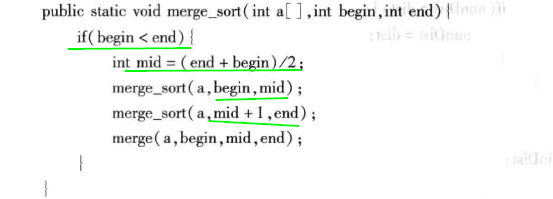 public static void merge_sort(int a[],int begin,int end){
if(begin < end){
int mid = (end + begin)/2;
merge_sort(a,begin,mid);
merge_sort(a,mid + 1,end);
merge(a,begin,mid,end);
}
}